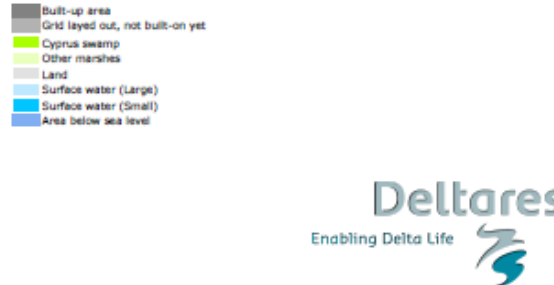 Built-up area
Grid layed out, not built-on yet
Cyprus swamp
Other marshes
Land
Surface water (Large)
Surface water (Small)
Area below sea level
Deltares
Enabling Delta Life